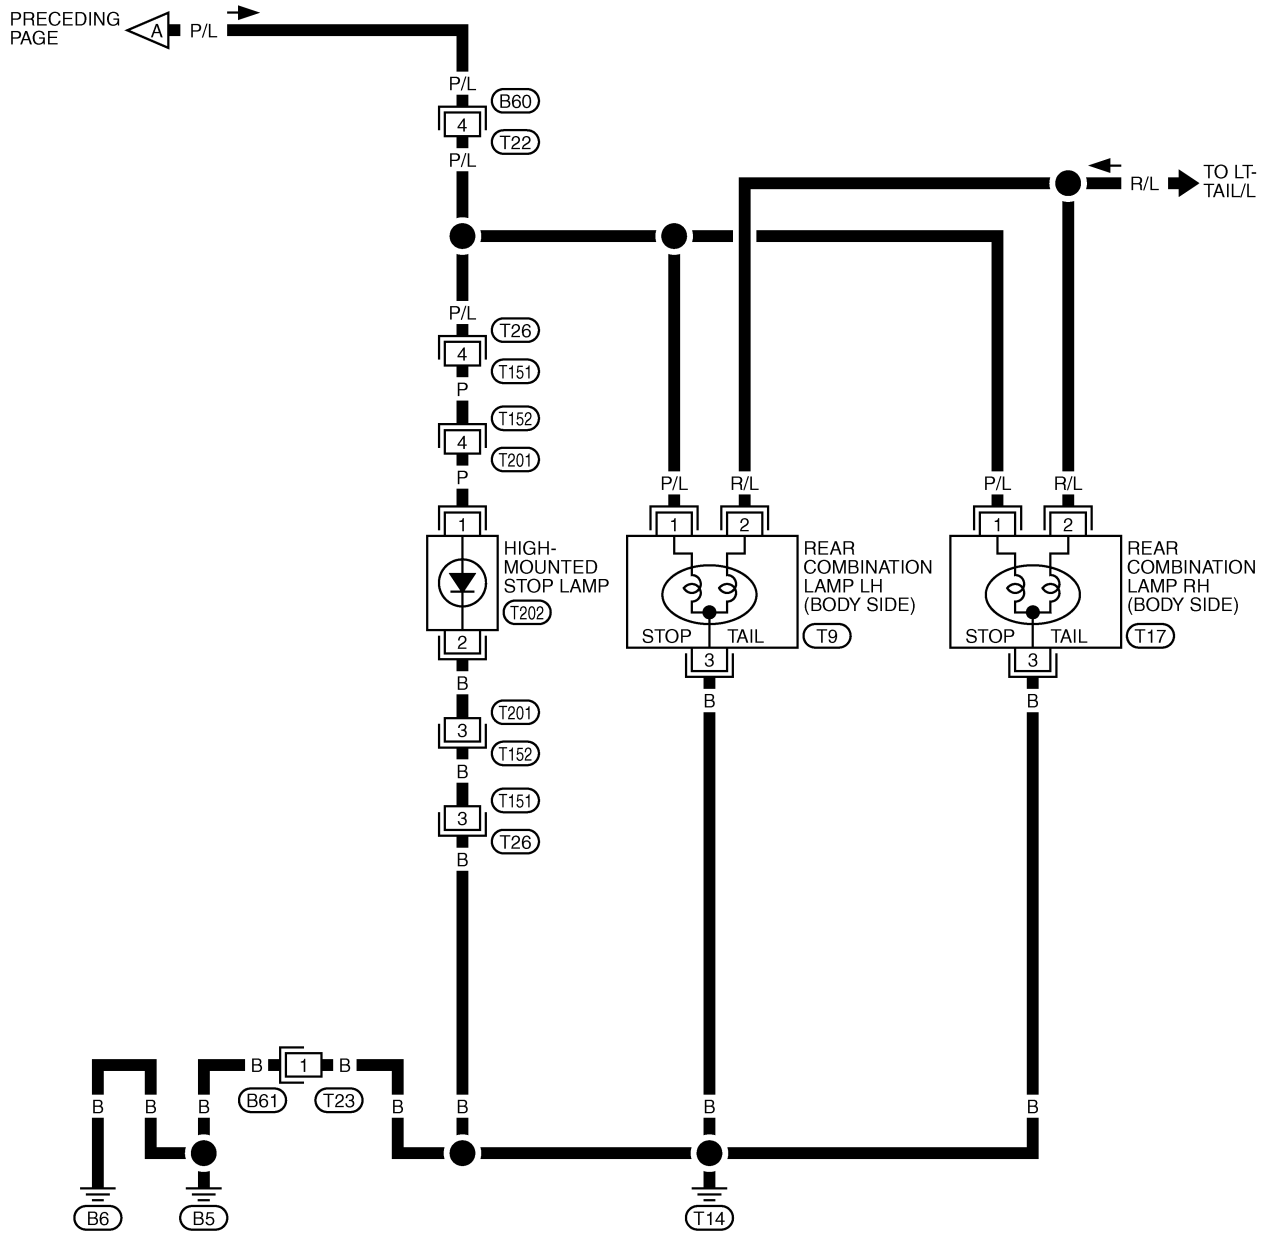 PRECEDING
PAGE
A
P/L
P/L
B60
4
T22
P/L
TO LT-
TAIL/L
R/L
P/L
T26
4
T151
P
T152
4
T201
P
P/L
R/L
P/L
R/L
1
1
2
1
2
HIGH-
MOUNTED
STOP LAMP
T202
REAR
COMBINATION
LAMP LH
(BODY SIDE)
T9
REAR
COMBINATION
LAMP RH
(BODY SIDE)
T17
STOP
TAIL
STOP
TAIL
2
3
3
B
B
B
T201
3
T152
B
T151
3
T26
B
B
1
B
B61
T23
B
B
B
B
B
B
B
B6
B5
T14